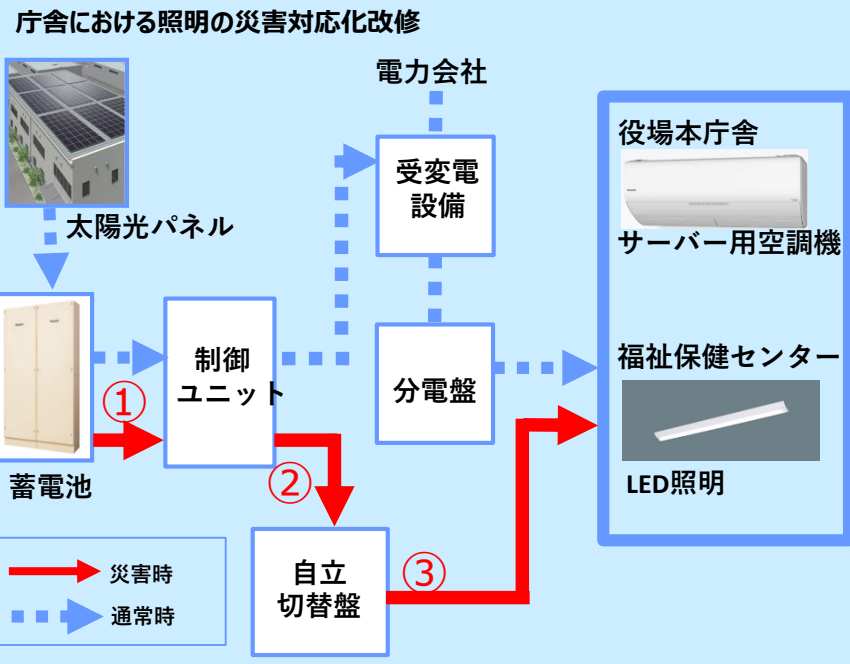 庁舎における照明の災害対応化改修
電力会社
太陽光パネル
受変電
設備
役場本庁舎
サーバー用空調機
制御
ユニット
分電盤
福祉保健センター
LED照明
蓄電池
①
②
③
自立
切替盤
災害時
通常時